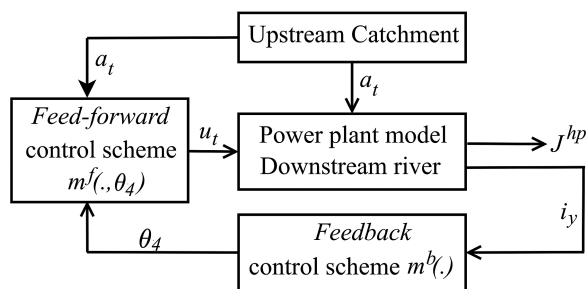 Upstream Catchment
a_t
a_t
Feed-forward
control scheme
m^f(.,θ_4)
u_t
Power plant model
Downstream river
J^{hp}
i_y
θ_4
Feedback
control scheme m^b(.)